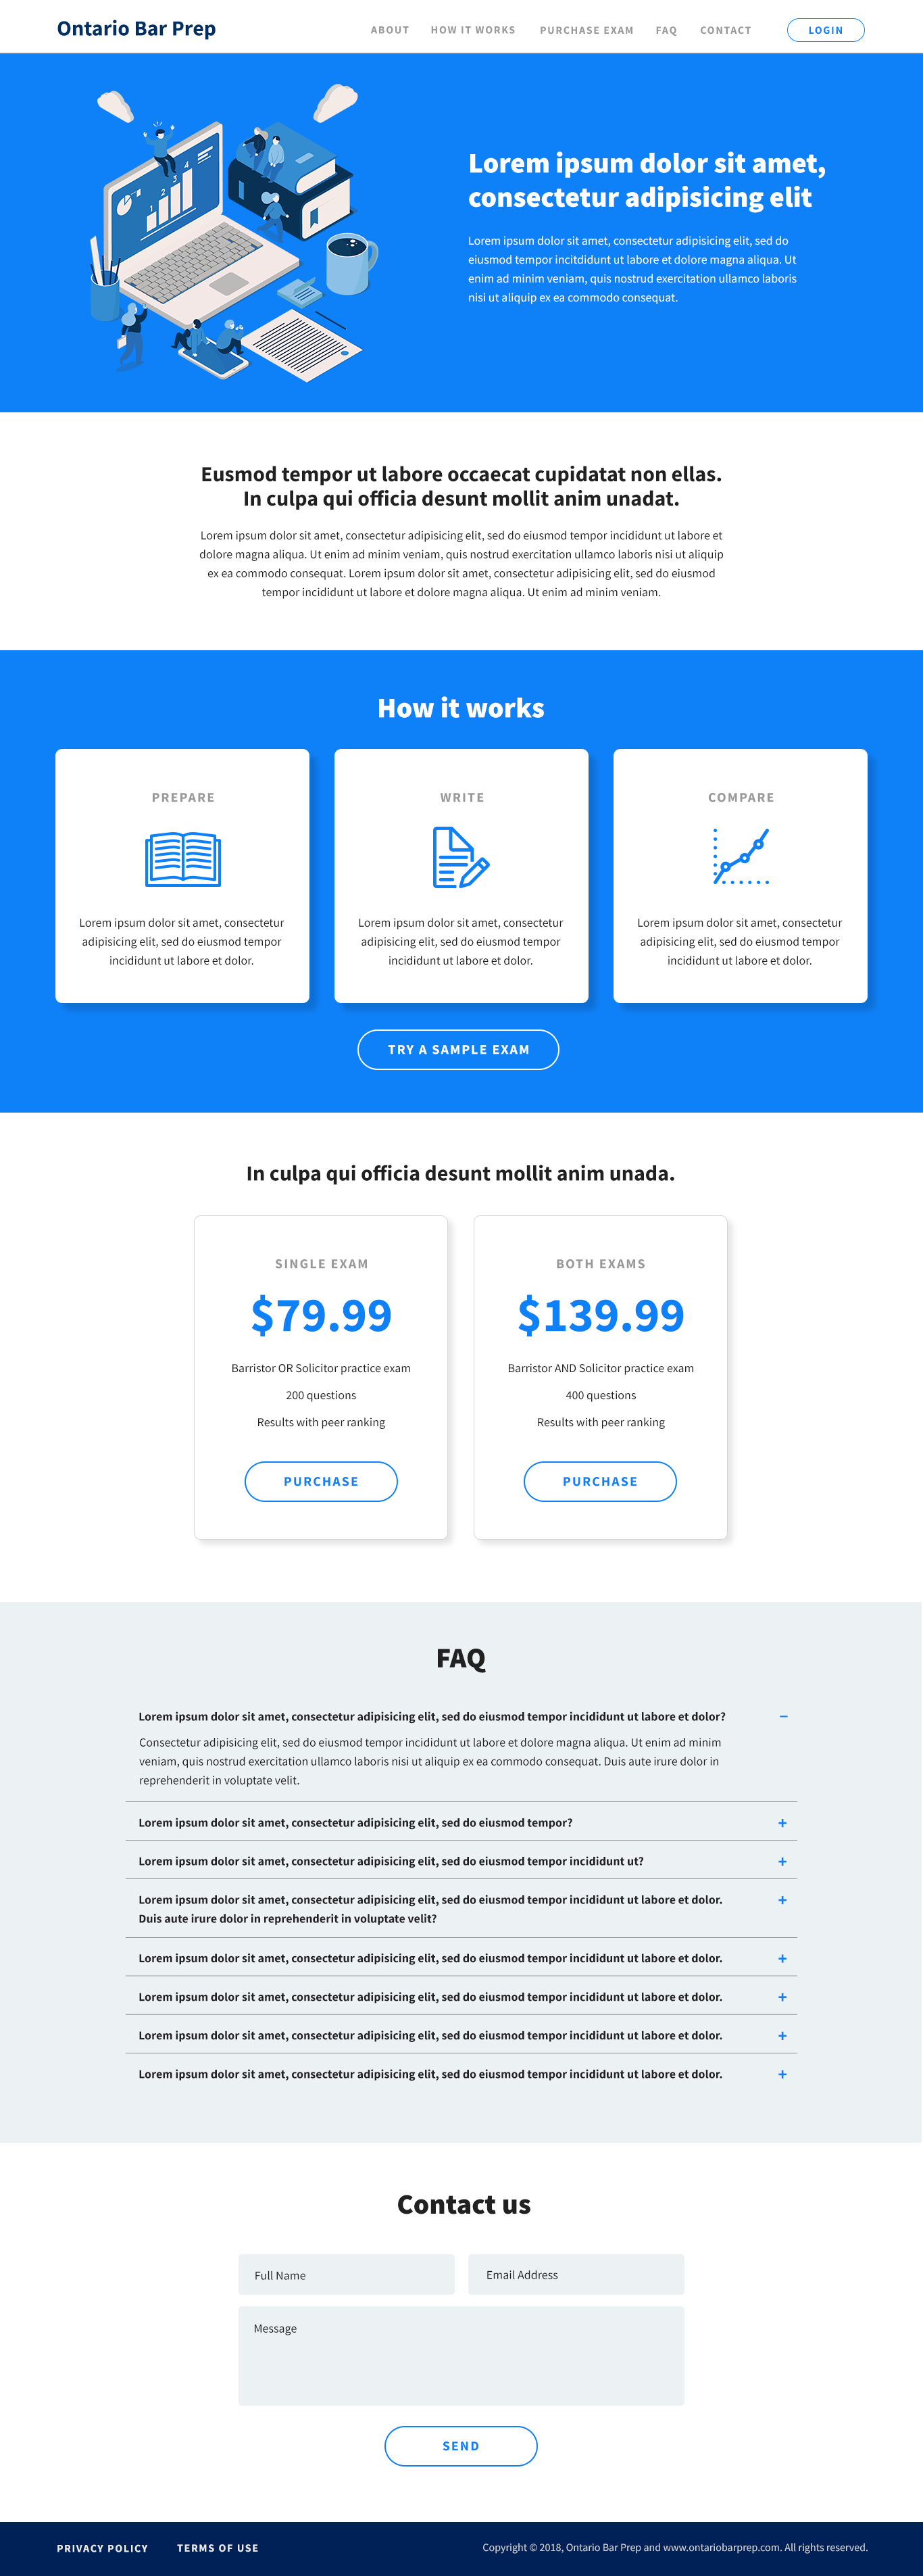 Ontario Bar Prep
ABOUT HOW IT WORKS PURCHASE EXAM FAQ CONTACT LOGIN
Lorem ipsum dolor sit amet,
consectetur adipisicing elit
Lorem ipsum dolor sit amet, consectetur adipisicing elit, sed do
eiusmod tempor incitdidunt ut labore et dolore magna aliqua. Ut
enim ad minim veniam, quis nostrud exercitation ullamco laboris
nisi ut aliquip ex ea commodo consequat.
Eusmod tempor ut labore occaecat cupidatat non ellas.
In culpa qui officia desunt mollit anim unadat.
Lorem ipsum dolor sit amet, consectetur adipisicing elit, sed do eiusmod tempor incididunt ut labore et
dolore magna aliqua. Ut enim ad minim veniam, quis nostrud exercitation ullamco laboris nisi ut aliquip
ex ea commodo consequat. Lorem ipsum dolor sit amet, consectetur adipisicing elit, sed do eiusmod
tempor incididunt ut labore et dolore magna aliqua. Ut enim ad minim veniam.
How it works
PREPARE
Lorem ipsum dolor sit amet, consectetur
adipisicing elit, sed do eiusmod tempor
incididunt ut labore et dolor.
WRITE
Lorem ipsum dolor sit amet, consectetur
adipisicing elit, sed do eiusmod tempor
incididunt ut labore et dolor.
COMPARE
Lorem ipsum dolor sit amet, consectetur
adipisicing elit, sed do eiusmod tempor
incididunt ut labore et dolor.
TRY A SAMPLE EXAM
In culpa qui officia desunt mollit anim unada.
SINGLE EXAM
$79.99
Barristor OR Solicitor practice exam
200 questions
Results with peer ranking
PURCHASE
BOTH EXAMS
$139.99
Barristor AND Solicitor practice exam
400 questions
Results with peer ranking
PURCHASE
FAQ
Lorem ipsum dolor sit amet, consectetur adipisicing elit, sed do eiusmod tempor incididunt ut labore et dolor? −
Consectetur adipisicing elit, sed do eiusmod tempor incididunt ut labore et dolore magna aliqua. Ut enim ad minim
veniam, quis nostrud exercitation ullamco laboris nisi ut aliquip ex ea commodo consequat. Duis aute irure dolor in
reprehenderit in voluptate velit.
Lorem ipsum dolor sit amet, consectetur adipisicing elit, sed do eiusmod tempor? +
Lorem ipsum dolor sit amet, consectetur adipisicing elit, sed do eiusmod tempor incididunt ut? +
Lorem ipsum dolor sit amet, consectetur adipisicing elit, sed do eiusmod tempor incididunt ut labore et dolor. +
Duis aute irure dolor in reprehenderit in voluptate velit?
Lorem ipsum dolor sit amet, consectetur adipisicing elit, sed do eiusmod tempor incididunt ut labore et dolor. +
Lorem ipsum dolor sit amet, consectetur adipisicing elit, sed do eiusmod tempor incididunt ut labore et dolor. +
Lorem ipsum dolor sit amet, consectetur adipisicing elit, sed do eiusmod tempor incididunt ut labore et dolor. +
Lorem ipsum dolor sit amet, consectetur adipisicing elit, sed do eiusmod tempor incididunt ut labore et dolor. +
Contact us
Full Name
Email Address
Message
SEND
PRIVACY POLICY TERMS OF USE Copyright © 2018, Ontario Bar Prep and www.ontariobarprep.com. All rights reserved.